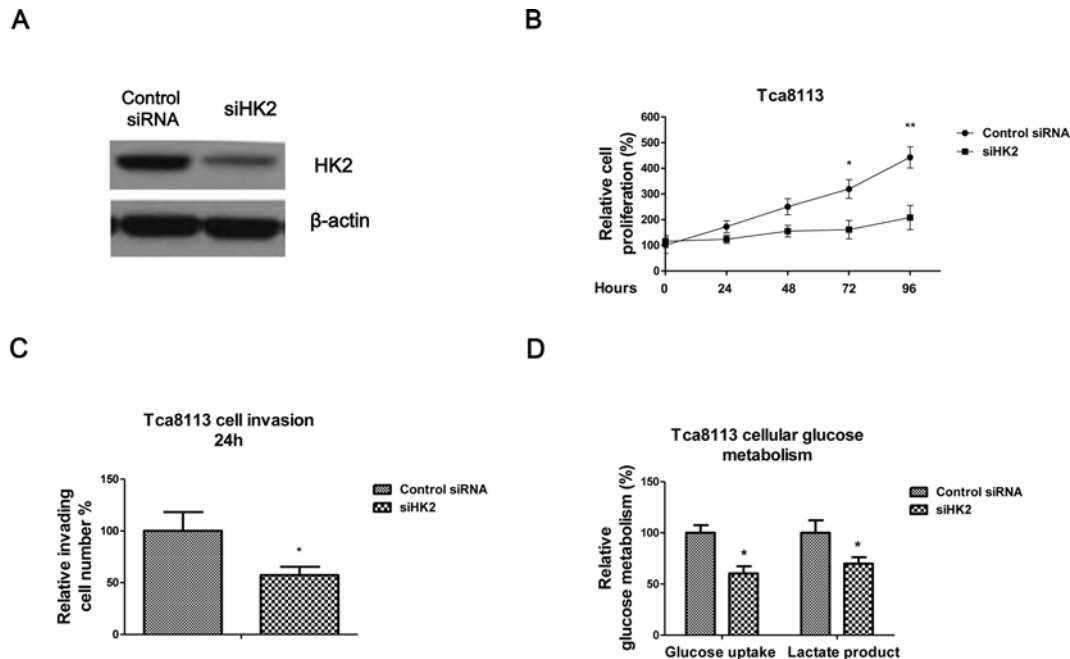 A
Control
siRNA
siHK2
HK2
β-actin
B
Tca8113
Relative cell
proliferation (%)
600
500
400
300
200
100
0
*
**
Control siRNA
siHK2
Hours
0 24 48 72 96
C
Tca8113 cell invasion
24h
Relative invading
cell number %
150
100
50
0
*
Control siRNA
siHK2
D
Tca8113 cellular glucose
metabolism
Relative
glucose metabolism (%)
150
100
50
0
*
*
Control siRNA
siHK2
Glucose uptake Lactate product